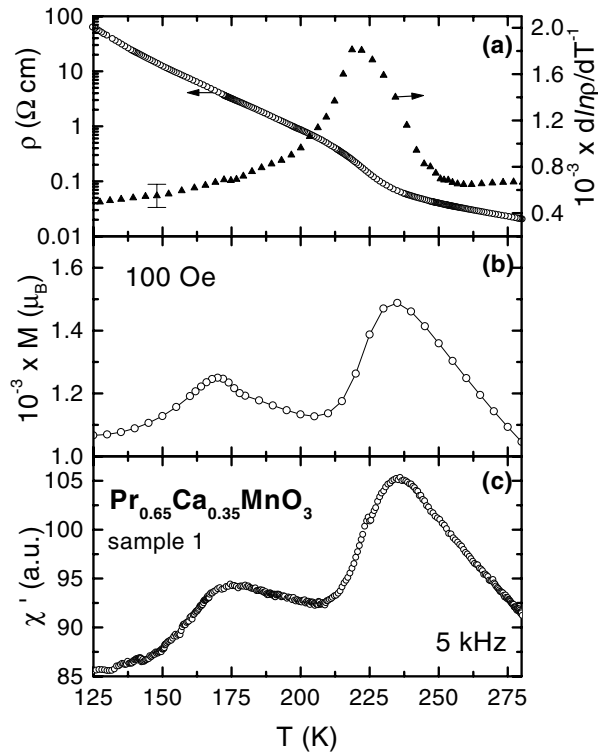 100
10
1
0.1
0.01
ρ (Ω cm)
(a)
2.0
1.6
1.2
0.8
0.4
10⁻³ x dlnρ/dT⁻¹
1.6
1.4
1.2
1.0
10⁻³ x M (μ_B)
100 Oe
(b)
105
100
95
90
85
χ ' (a.u.)
Pr₀.₆₅Ca₀.₃₅MnO₃
(c)
sample 1
5 kHz
125 150 175 200 225 250 275
T (K)